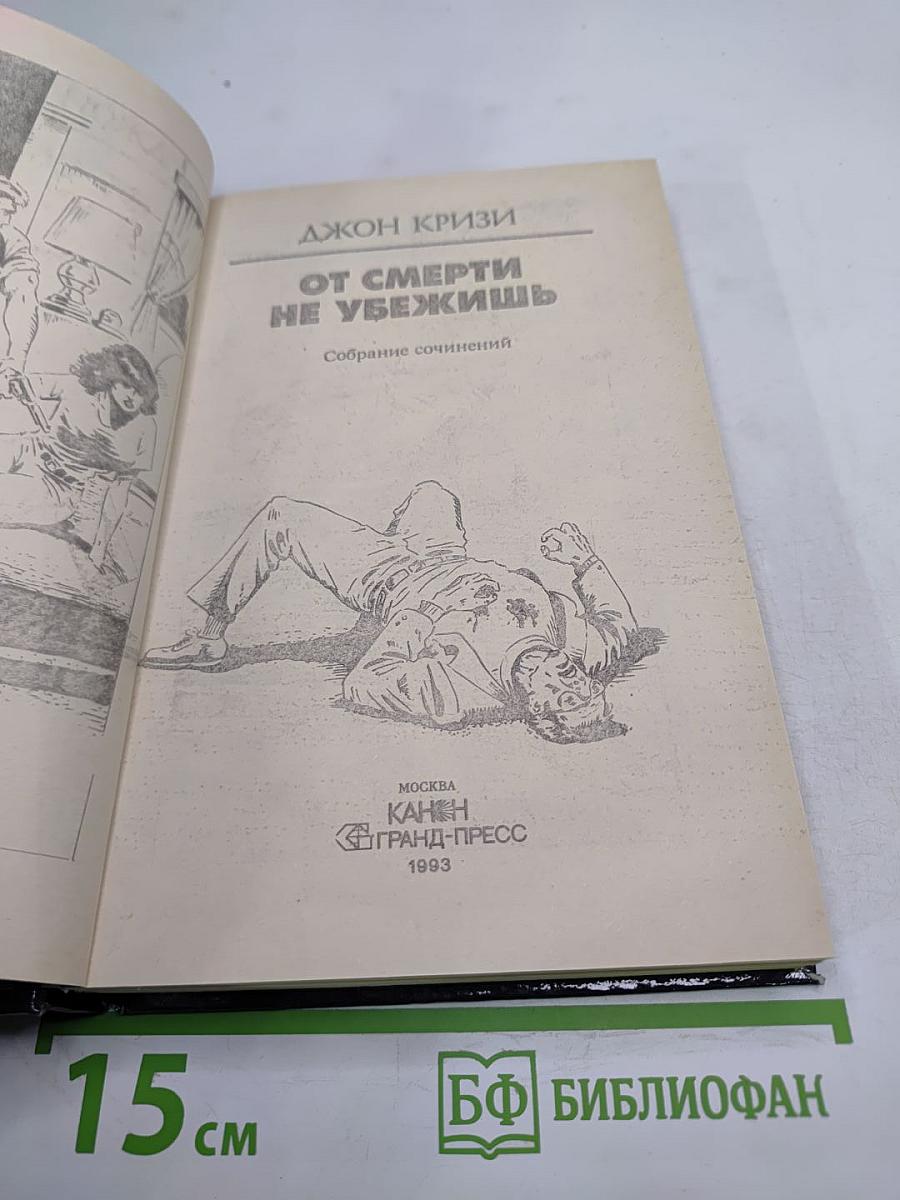 ДЖОН КРИЗИ
ОТ СМЕРТИ
НЕ УБЕЖИШЬ
Собрание сочинений
МОСКВА
КАНОН
ГРАНД-ПРЕСС
1993
15 см
БФ БИБЛИОФАН